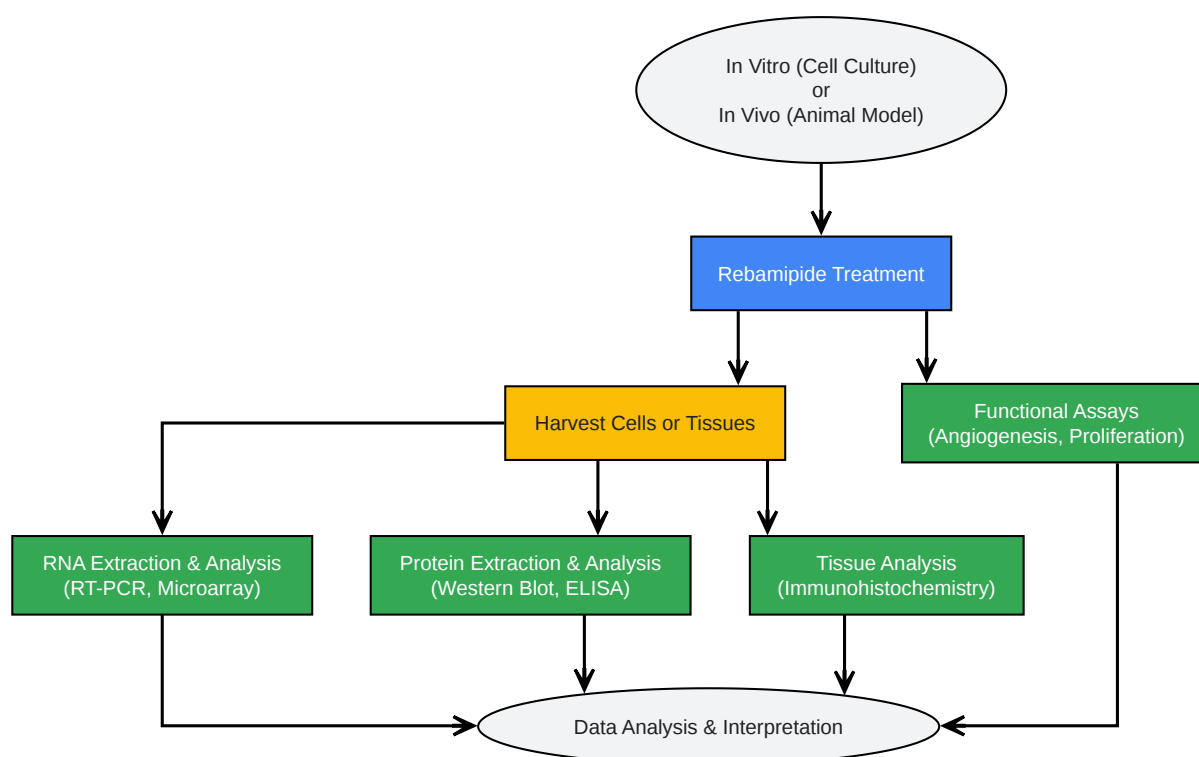 In Vitro (Cell Culture)
or
In Vivo (Animal Model)
Rebamipide Treatment
Harvest Cells or Tissues
Functional Assays
(Angiogenesis, Proliferation)
RNA Extraction & Analysis
(RT-PCR, Microarray)
Protein Extraction & Analysis
(Western Blot, ELISA)
Tissue Analysis
(Immunohistochemistry)
Data Analysis & Interpretation